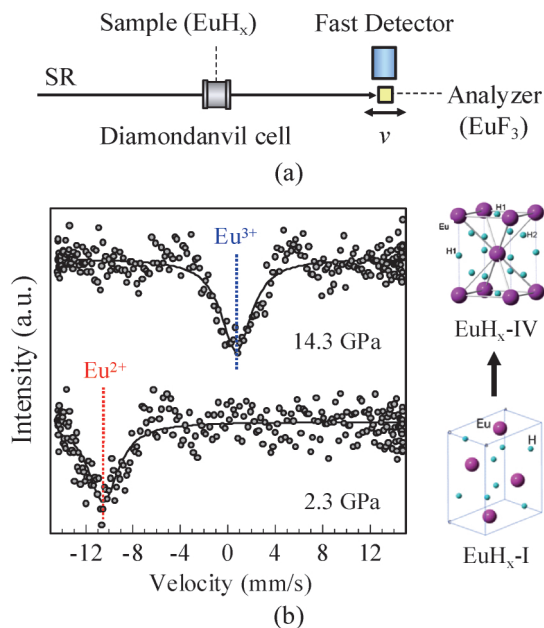 Sample (EuHₓ)
Fast Detector
SR
Analyzer
(EuF₃)
Diamondanvil cell
v
(a)
Intensity (a.u.)
Eu³⁺
14.3 GPa
Eu²⁺
2.3 GPa
-12 -8 -4 0 4 8 12
Velocity (mm/s)
H1
Eu
H2
H1
EuHₓ-IV
Eu
H
EuHₓ-I
(b)